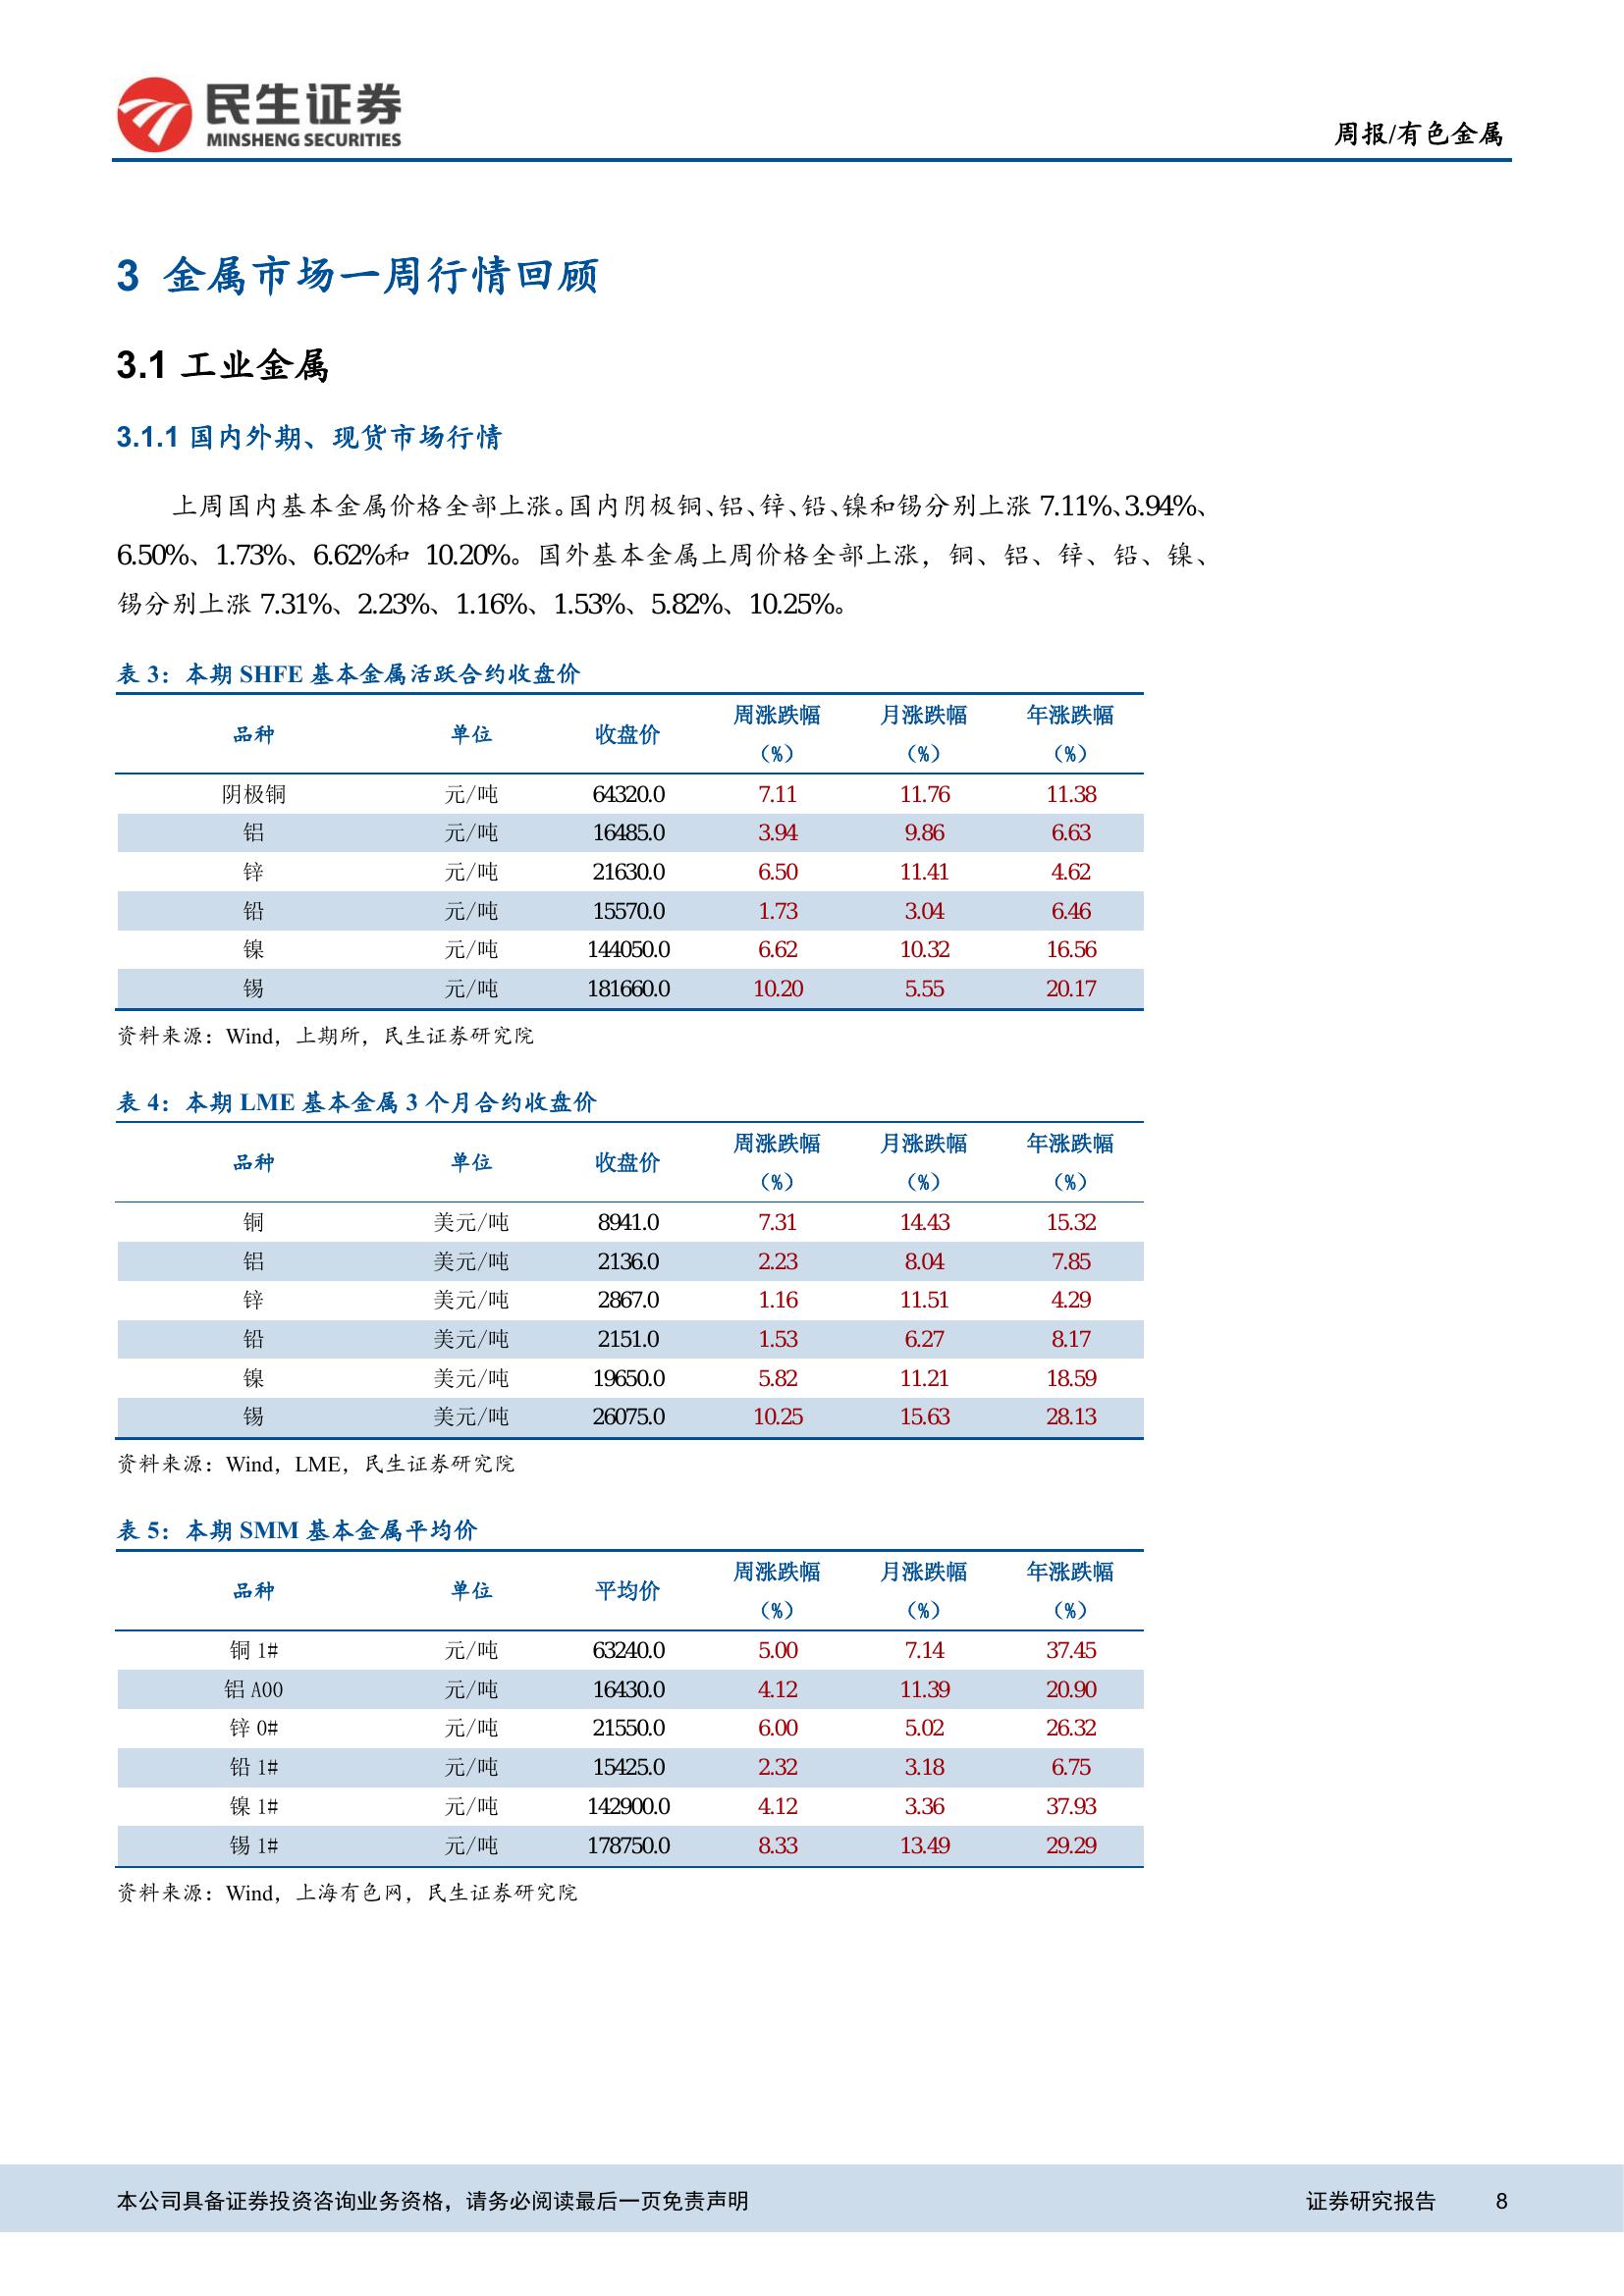 民生证券
MINSHENG SECURITIES
周报/有色金属
3 金属市场一周行情回顾
3.1 工业金属
3.1.1 国内外期、现货市场行情
上周国内基本金属价格全部上涨。国内阴极铜、铝、锌、铅、镍和锡分别上涨 7.11%、3.94%、
6.50%、1.73%、6.62%和 10.20%。国外基本金属上周价格全部上涨，铜、铝、锌、铅、镍、
锡分别上涨 7.31%、2.23%、1.16%、1.53%、5.82%、10.25%。
表 3：本期 SHFE 基本金属活跃合约收盘价
品种 单位 收盘价 周涨跌幅（%） 月涨跌幅（%） 年涨跌幅（%）
阴极铜 元/吨 64320.0 7.11 11.76 11.38
铝 元/吨 16485.0 3.94 9.86 6.63
锌 元/吨 21630.0 6.50 11.41 4.62
铅 元/吨 15570.0 1.73 3.04 6.46
镍 元/吨 144050.0 6.62 10.32 16.56
锡 元/吨 181660.0 10.20 5.55 20.17
资料来源：Wind，上期所，民生证券研究院
表 4：本期 LME 基本金属 3 个月合约收盘价
品种 单位 收盘价 周涨跌幅（%） 月涨跌幅（%） 年涨跌幅（%）
铜 美元/吨 8941.0 7.31 14.43 15.32
铝 美元/吨 2136.0 2.23 8.04 7.85
锌 美元/吨 2867.0 1.16 11.51 4.29
铅 美元/吨 2151.0 1.53 6.27 8.17
镍 美元/吨 19650.0 5.82 11.21 18.59
锡 美元/吨 26075.0 10.25 15.63 28.13
资料来源：Wind，LME，民生证券研究院
表 5：本期 SMM 基本金属平均价
品种 单位 平均价 周涨跌幅（%） 月涨跌幅（%） 年涨跌幅（%）
铜 1# 元/吨 63240.0 5.00 7.14 37.45
铝 A00 元/吨 16430.0 4.12 11.39 20.90
锌 0# 元/吨 21550.0 6.00 5.02 26.32
铅 1# 元/吨 15425.0 2.32 3.18 6.75
镍 1# 元/吨 142900.0 4.12 3.36 37.93
锡 1# 元/吨 178750.0 8.33 13.49 29.29
资料来源：Wind，上海有色网，民生证券研究院
本公司具备证券投资咨询业务资格，请务必阅读最后一页免责声明 证券研究报告 8